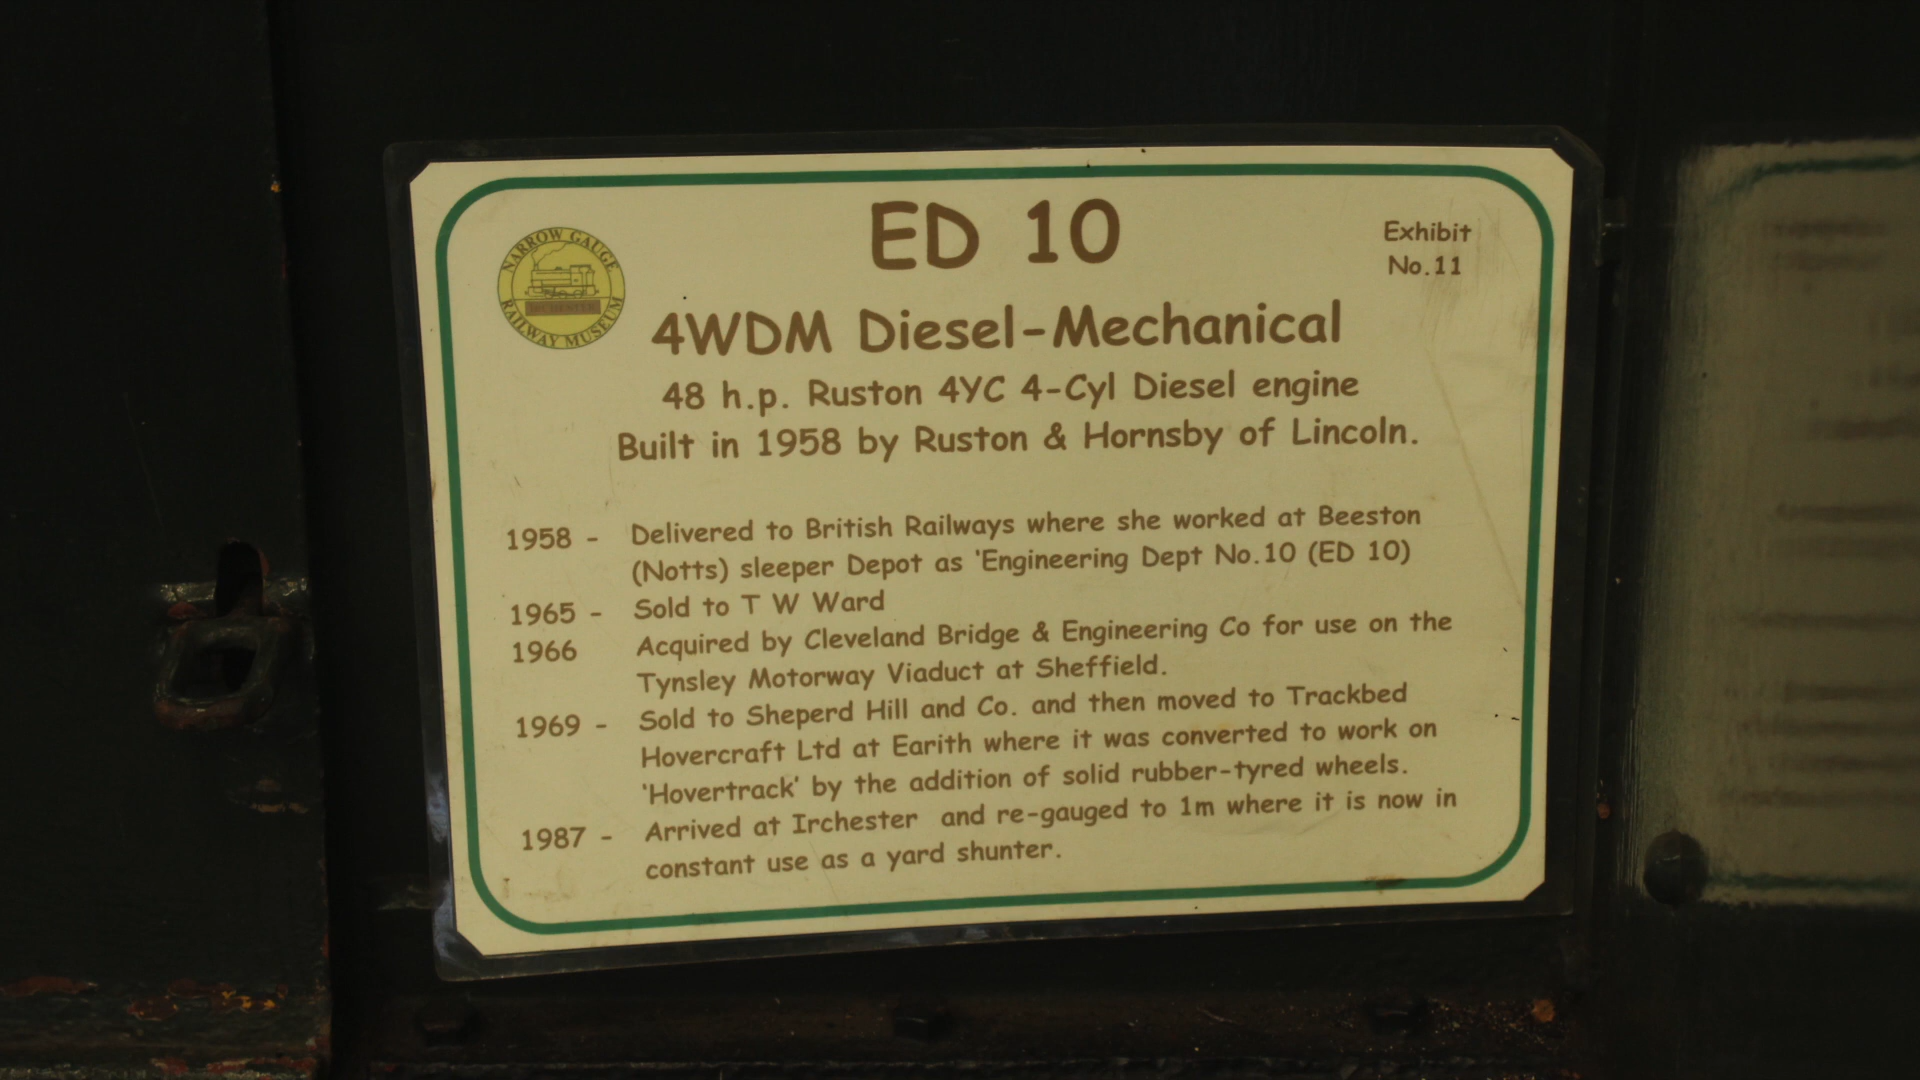 ED 10
Exhibit
No.11
NARROW GAUGE
RAILWAY MUSEUM
4WDM Diesel-Mechanical
48 h.p. Ruston 4YC 4-Cyl Diesel engine
Built in 1958 by Ruston & Hornsby of Lincoln.
1958 - Delivered to British Railways where she worked at Beeston
(Notts) sleeper Depot as 'Engineering Dept No.10 (ED 10)
1965 - Sold to T W Ward
1966 Acquired by Cleveland Bridge & Engineering Co for use on the
Tynsley Motorway Viaduct at Sheffield.
1969 - Sold to Sheperd Hill and Co. and then moved to Trackbed
Hovercraft Ltd at Earith where it was converted to work on
'Hovertrack' by the addition of solid rubber-tyred wheels.
1987 - Arrived at Irchester and re-gauged to 1m where it is now in
constant use as a yard shunter.